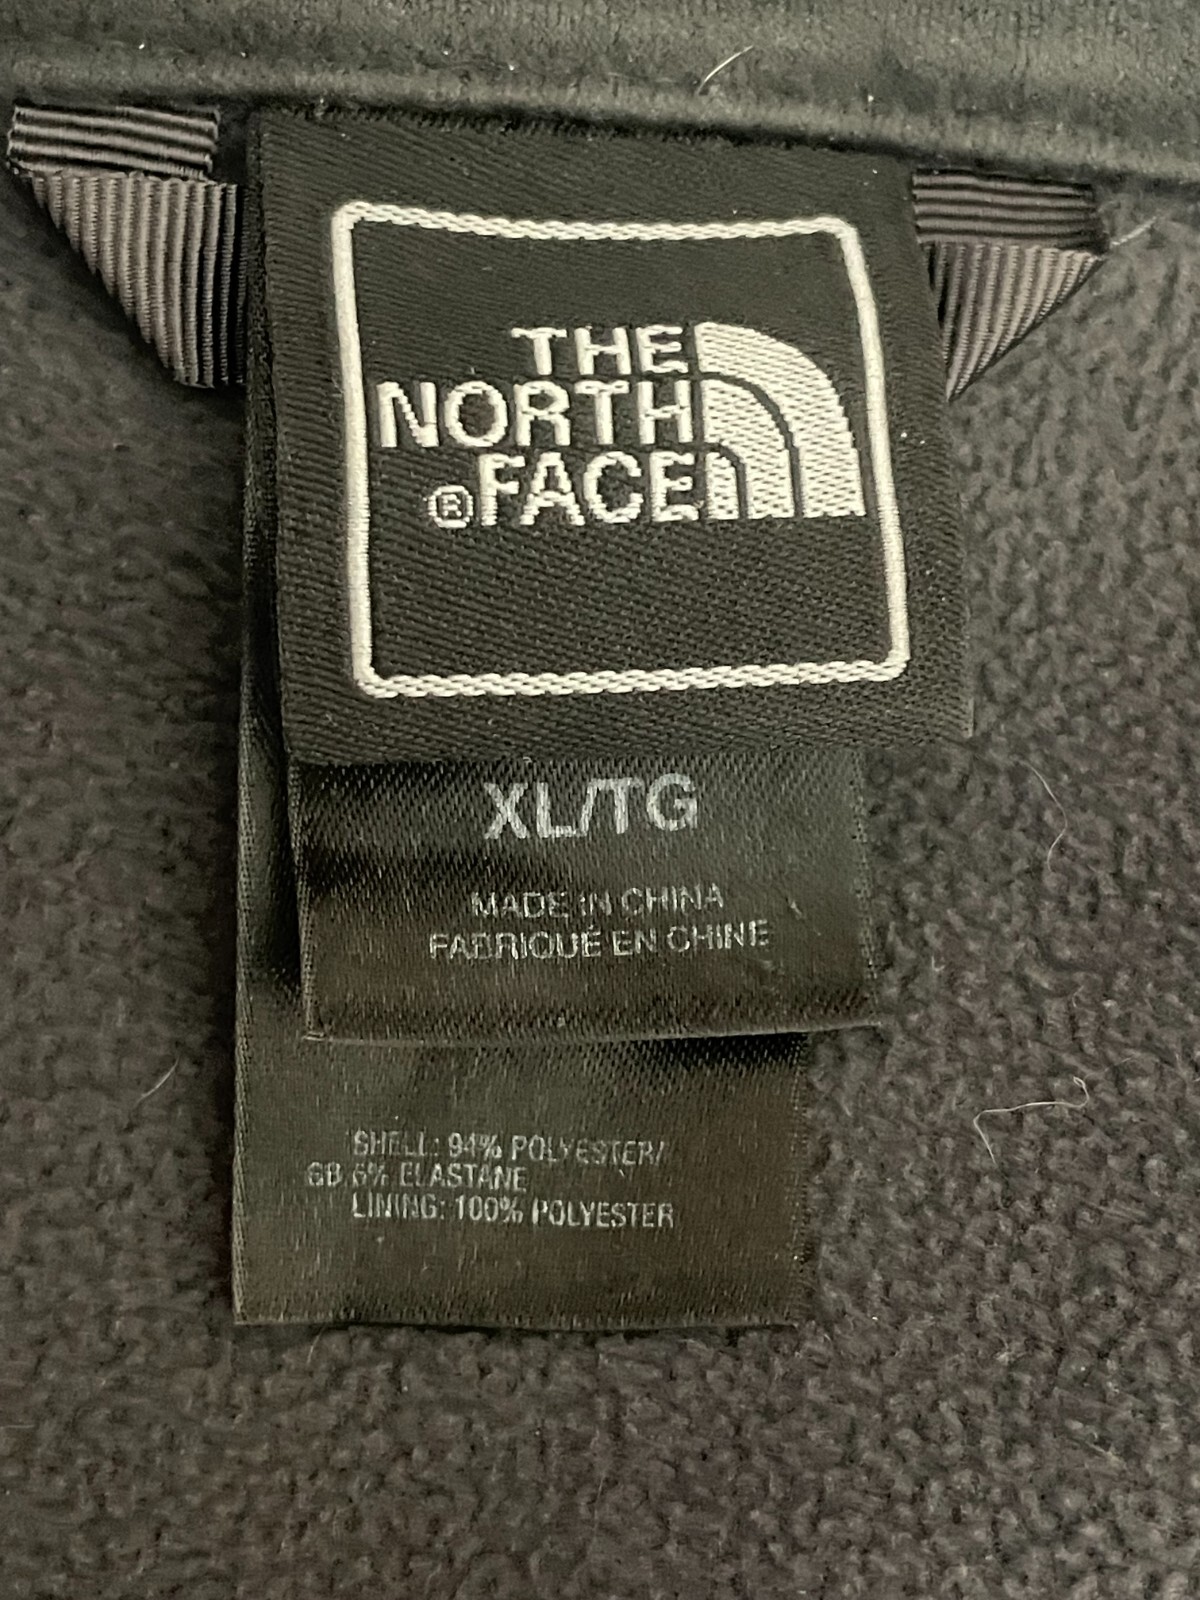 THE
NORTH
®FACE
XL/TG
MADE IN CHINA
FABRIQUÉ EN CHINE
SHELL: 94% POLYESTER/
GB 6% ELASTANE
LINING: 100% POLYESTER